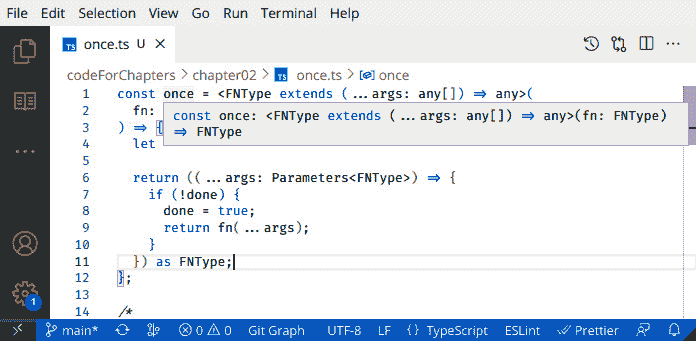 File Edit Selection View Go Run Terminal Help
TS once.ts U ×
codeForChapters > chapter02 > TS once.ts > once
1 const once = <FNType extends (...args: any[]) => any>(
2 fn:
const once: <FNType extends (...args: any[]) => any>(fn: FNType)
3 ) => {
=> FNType
4 let
5
6 return ((...args: Parameters<FNType>) => {
7 if (!done) {
8 done = true;
9 return fn(...args);
10 }
11 }) as FNType;
12 };
13
14 /*
1
main* 0 0 Git Graph UTF-8 LF {} TypeScript ESLint Prettier